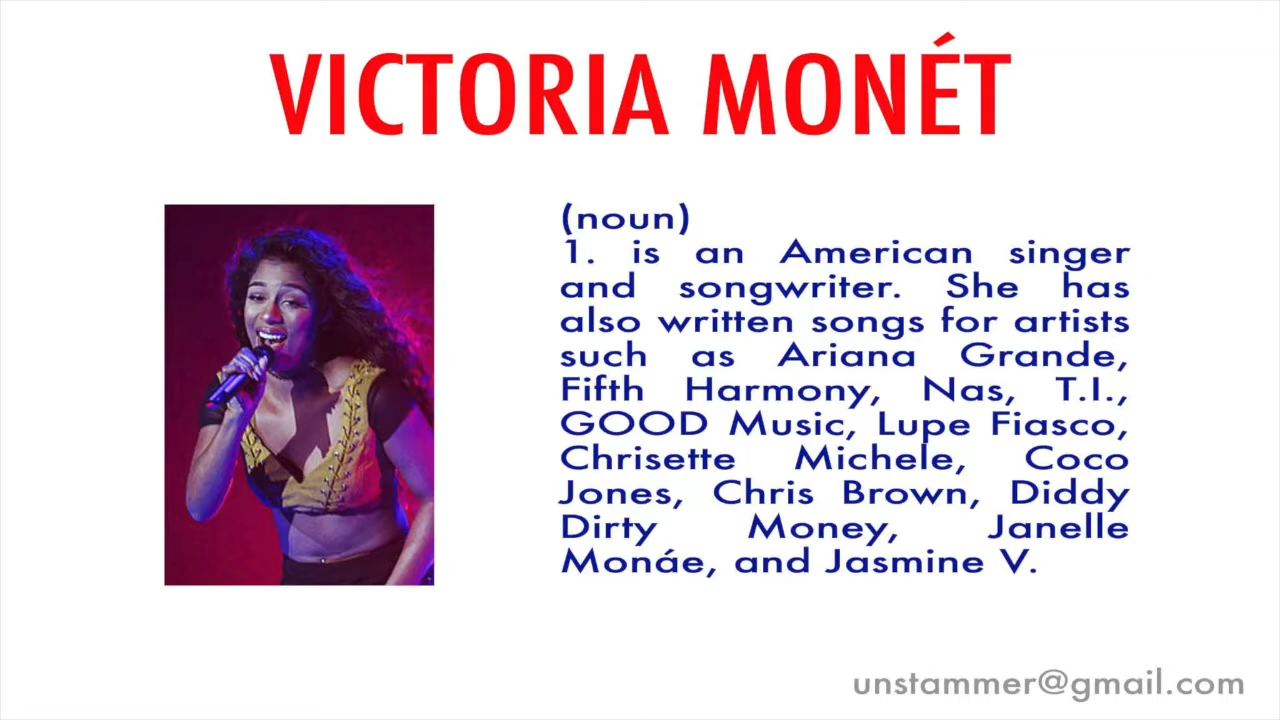 VICTORIA MONÉT
(noun)
1. is an American singer
and songwriter. She has
also written songs for artists
such as Ariana Grande,
Fifth Harmony, Nas, T.I.,
GOOD Music, Lupe Fiasco,
Chrisette Michele, Coco
Jones, Chris Brown, Diddy
Dirty Money, Janelle
Monáe, and Jasmine V.
unstammer@gmail.com